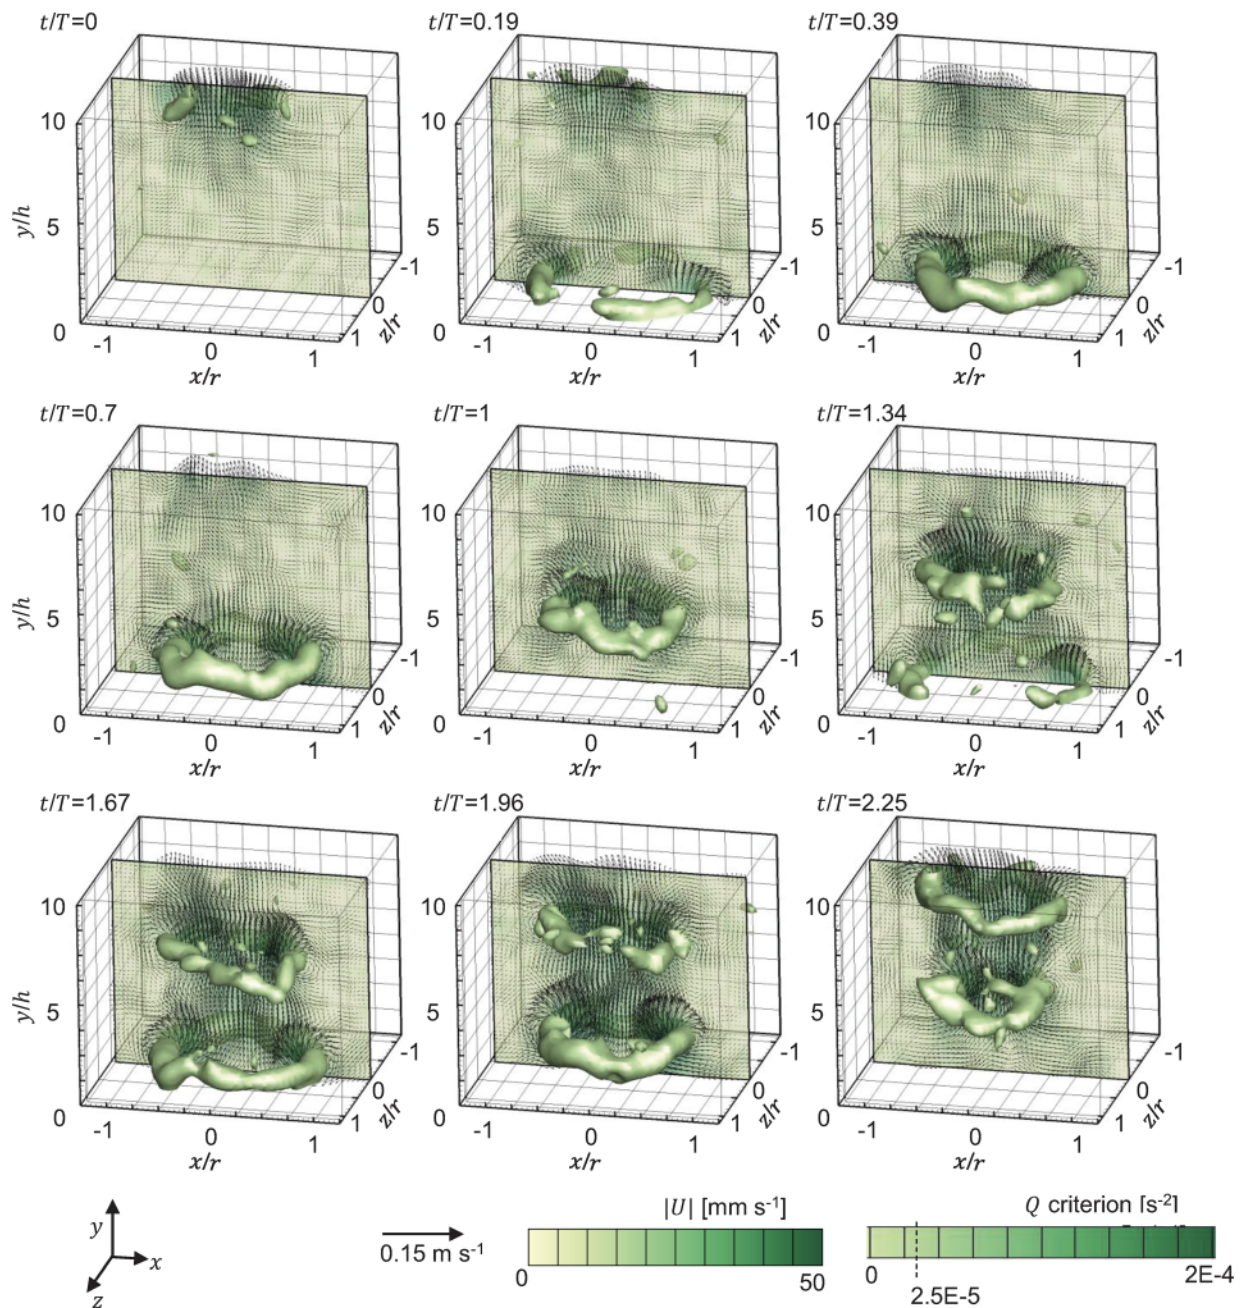 t/T=0
t/T=0.19
t/T=0.39
10
5
0
y/h
-1
0
1
x/r
-1
0
1
z/r
10
5
0
y/h
-1
0
1
x/r
-1
0
1
z/r
10
5
0
y/h
-1
0
1
x/r
-1
0
1
z/r
t/T=0.7
t/T=1
t/T=1.34
10
5
0
y/h
-1
0
1
x/r
-1
0
1
z/r
10
5
0
-1
0
1
x/r
-1
0
1
z/r
10
5
0
-1
0
1
x/r
-1
0
1
z/r
t/T=1.67
t/T=1.96
t/T=2.25
10
5
0
y/h
-1
0
1
x/r
-1
0
1
z/r
10
5
0
-1
0
1
x/r
-1
0
1
z/r
10
5
0
-1
0
1
x/r
-1
0
1
z/r
y
x
z
0.15 m s⁻¹
|U| [mm s⁻¹]
0
50
Q criterion [s⁻²]
0
2.5E-5
2E-4